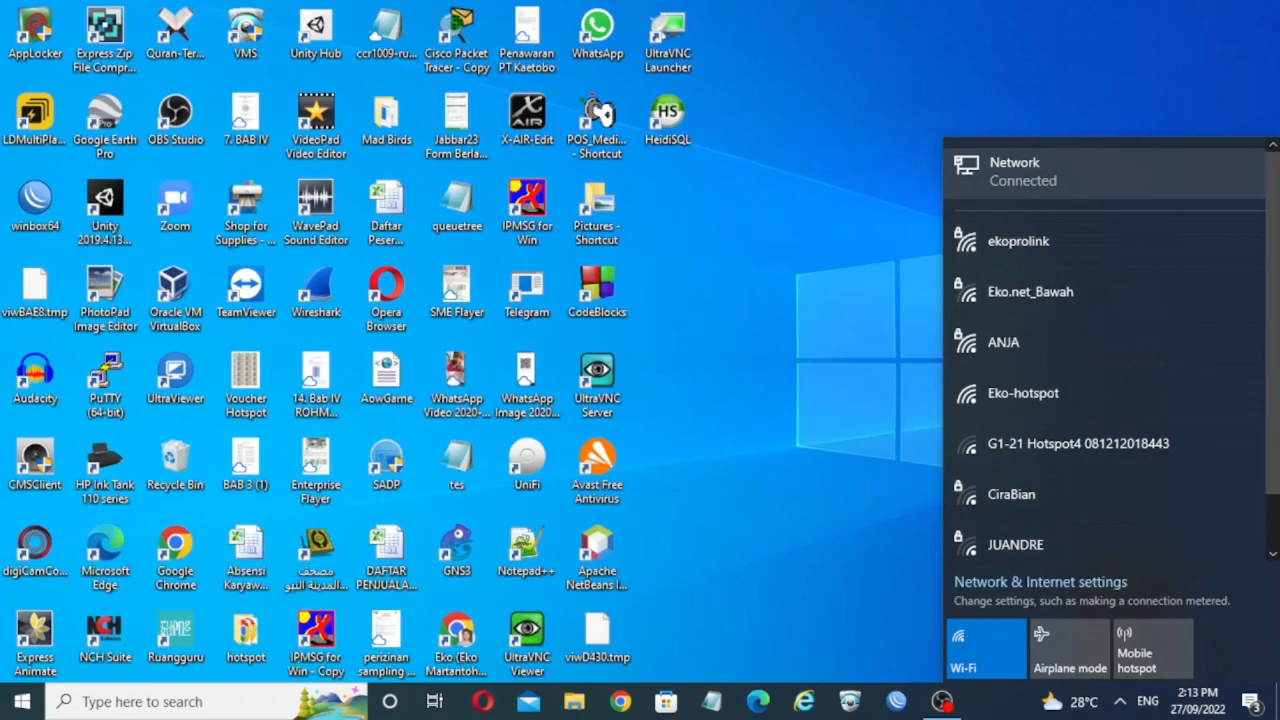 AppLocker
Express Zip
File Compr...
Quran-Ter...
VMS
Unity Hub
ccr1009-ru...
Cisco Packet
Tracer - Copy
Penawaran
PT Kaetobo
WhatsApp
UltraVNC
Launcher
LDMultiPla...
Google Earth
Pro
OBS Studio
7. BAB IV
VideoPad
Video Editor
Mad Birds
Jabbar23
Form Berla...
X AIR
X-AIR-Edit
POS_Medi...
- Shortcut
HS
HeidiSQL
winbox64
Unity
2019.4.13...
Zoom
Shop for
Supplies - ...
WavePad
Sound Editor
Daftar
Peser...
queuetree
IPMSG for
Win
Pictures -
Shortcut
viwBAE8.tmp
PhotoPad
Image Editor
Oracle VM
VirtualBox
TeamViewer
Wireshark
Opera
Browser
SME Flayer
Telegram
CodeBlocks
Audacity
PuTTY
(64-bit)
UltraViewer
Voucher
Hotspot
14. Bab IV
ROHM...
AowGame
WhatsApp
Video 2020-...
WhatsApp
Image 2020...
UltraVNC
Server
CMSClient
HP Ink Tank
110 series
Recycle Bin
BAB 3 (1)
Enterprise
Flayer
SADP
tes
UniFi
Avast Free
Antivirus
digiCamCo...
Microsoft
Edge
Google
Chrome
Absensi
Karyaw...
مصحف
المدينة النبو...
DAFTAR
PENJUALA...
GNS3
Notepad++
Apache
NetBeans I...
Express
Animate
NCH
NCH Suite
Ruangguru
hotspot
IPMSG for
Win - Copy
perizinan
sampling ...
Eko (Eko
Martantoh...
UltraVNC
Viewer
viwD430.tmp
Network
Connected
ekoprolink
Eko.net_Bawah
ANJA
Eko-hotspot
G1-21 Hotspot4 081212018443
CiraBian
JUANDRE
Network & Internet settings
Change settings, such as making a connection metered.
Wi-Fi
Airplane mode
Mobile
hotspot
Type here to search
28°C
ENG
2:13 PM
27/09/2022
3